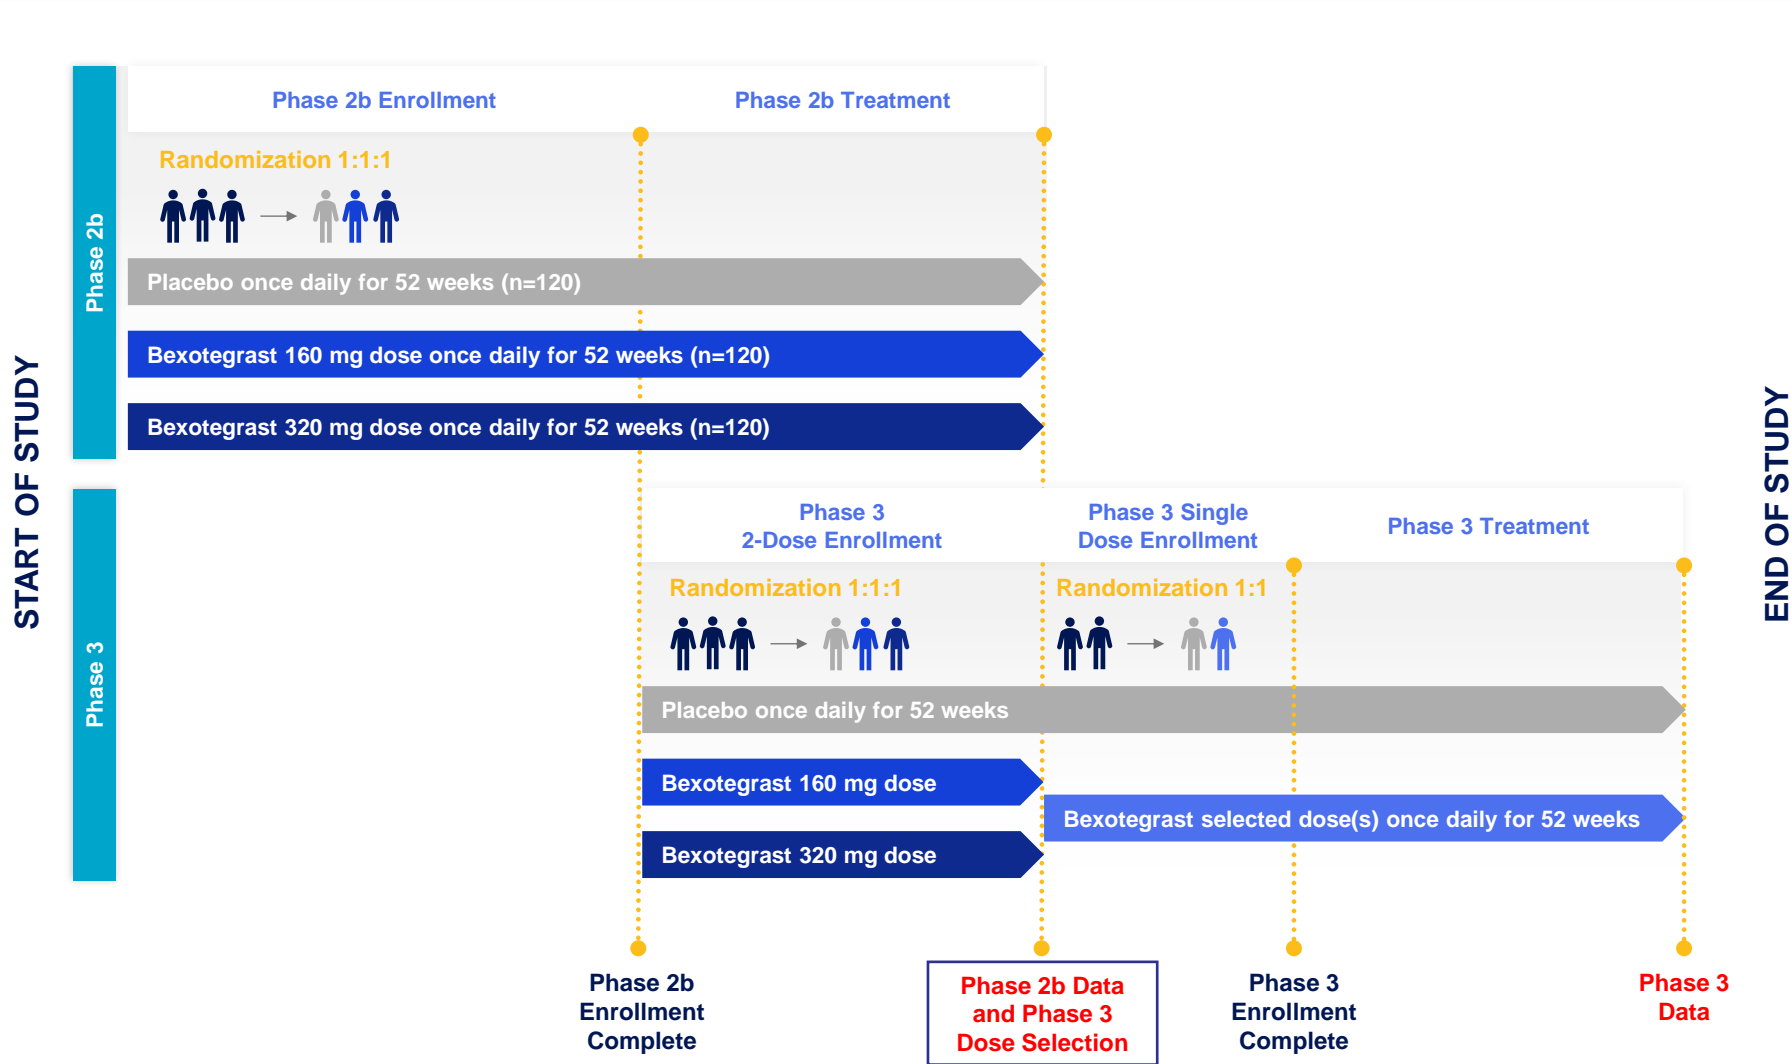 START OF STUDY
Phase 2b
Phase 2b Enrollment
Phase 2b Treatment
Randomization 1:1:1
Placebo once daily for 52 weeks (n=120)
Bexotegrast 160 mg dose once daily for 52 weeks (n=120)
Bexotegrast 320 mg dose once daily for 52 weeks (n=120)
Phase 3
Phase 3
2-Dose Enrollment
Phase 3 Single
Dose Enrollment
Phase 3 Treatment
Randomization 1:1:1
Randomization 1:1
Placebo once daily for 52 weeks
Bexotegrast 160 mg dose
Bexotegrast selected dose(s) once daily for 52 weeks
Bexotegrast 320 mg dose
Phase 2b
Enrollment
Complete
Phase 2b Data
and Phase 3
Dose Selection
Phase 3
Enrollment
Complete
Phase 3
Data
END OF STUDY